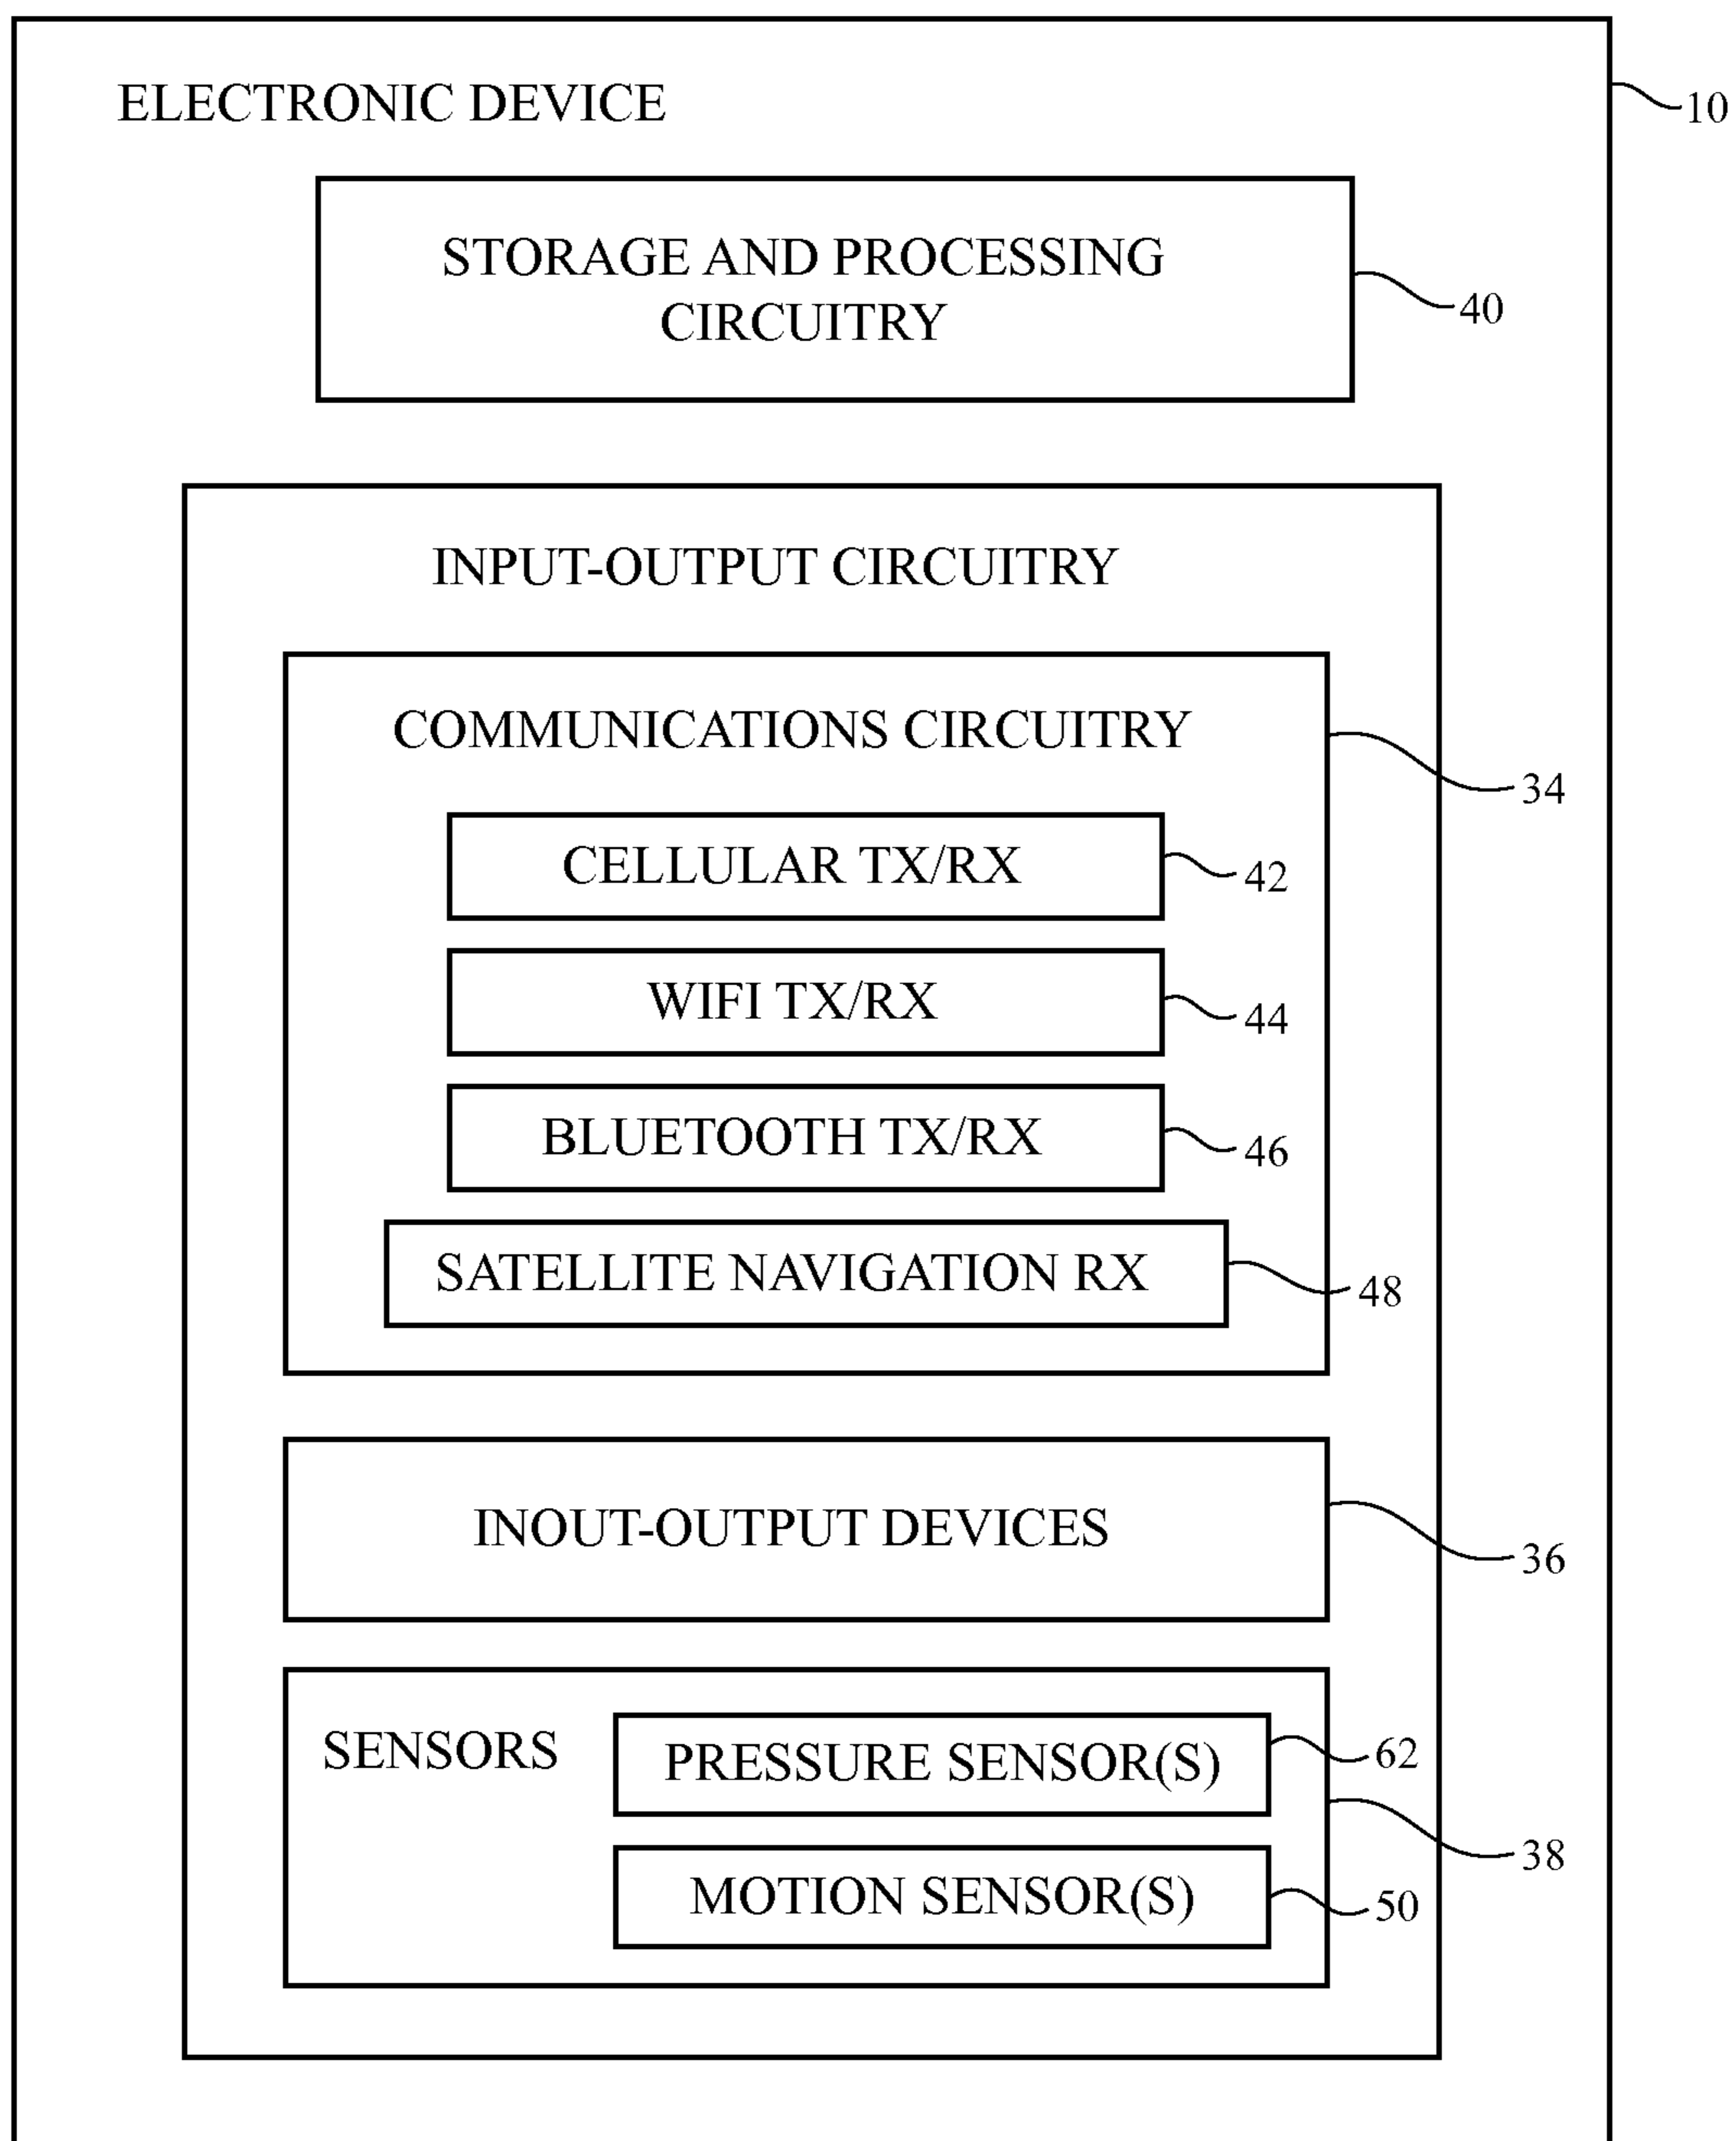 ELECTRONIC DEVICE
10
STORAGE AND PROCESSING
CIRCUITRY
40
INPUT-OUTPUT CIRCUITRY
COMMUNICATIONS CIRCUITRY
34
CELLULAR TX/RX
42
WIFI TX/RX
44
BLUETOOTH TX/RX
46
SATELLITE NAVIGATION RX
48
INOUT-OUTPUT DEVICES
36
SENSORS
PRESSURE SENSOR(S)
62
38
MOTION SENSOR(S)
50